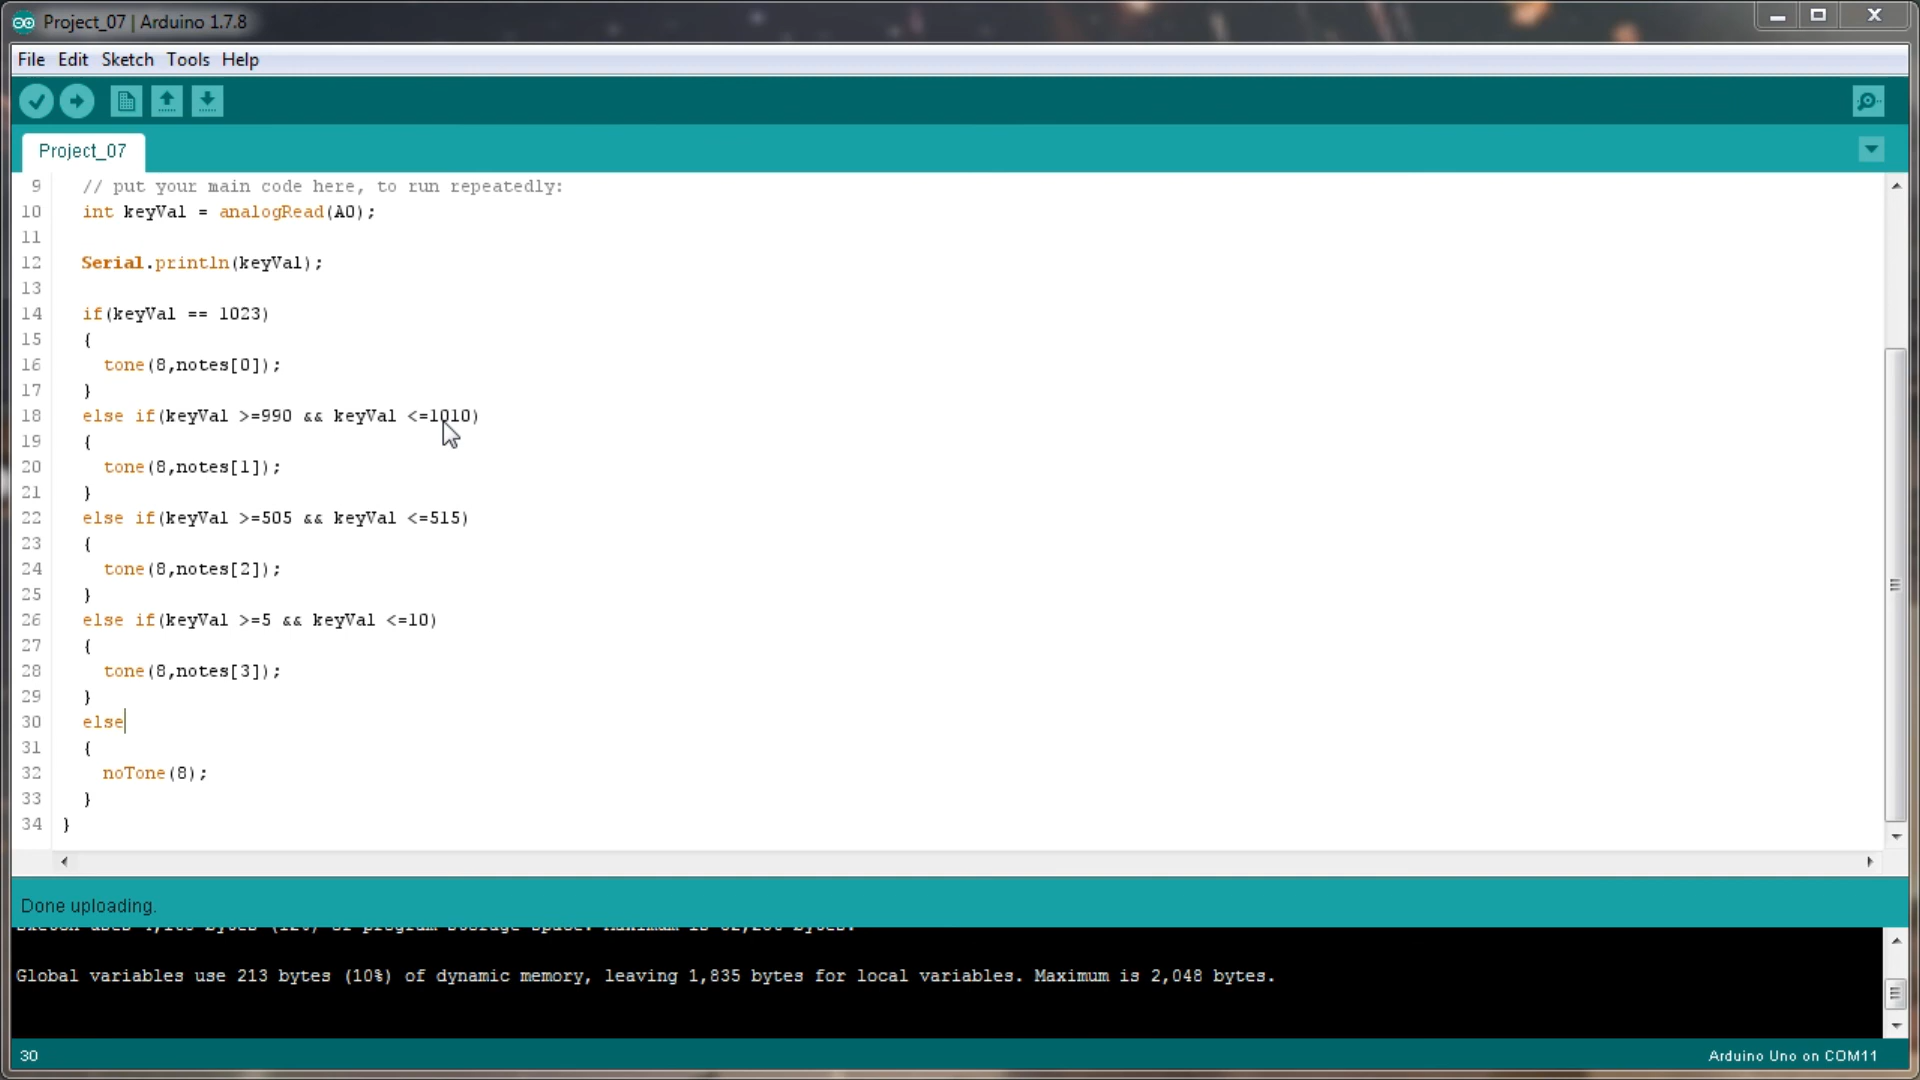 Project_07 | Arduino 1.7.8
File Edit Sketch Tools Help
Project_07
9 // put your main code here, to run repeatedly:
10 int keyVal = analogRead(A0);
11
12 Serial.println(keyVal);
13
14 if(keyVal == 1023)
15 {
16 tone(8,notes[0]);
17 }
18 else if(keyVal >=990 && keyVal <=1010)
19 {
20 tone(8,notes[1]);
21 }
22 else if(keyVal >=505 && keyVal <=515)
23 {
24 tone(8,notes[2]);
25 }
26 else if(keyVal >=5 && keyVal <=10)
27 {
28 tone(8,notes[3]);
29 }
30 else
31 {
32 noTone(8);
33 }
34 }
Done uploading.
Global variables use 213 bytes (10%) of dynamic memory, leaving 1,835 bytes for local variables. Maximum is 2,048 bytes.
30
Arduino Uno on COM11